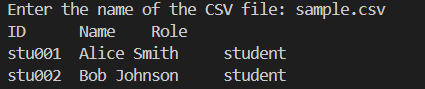 Enter the name of the CSV file: sample.csv
ID      Name    Role
stu001  Alice Smith     student
stu002  Bob Johnson     student